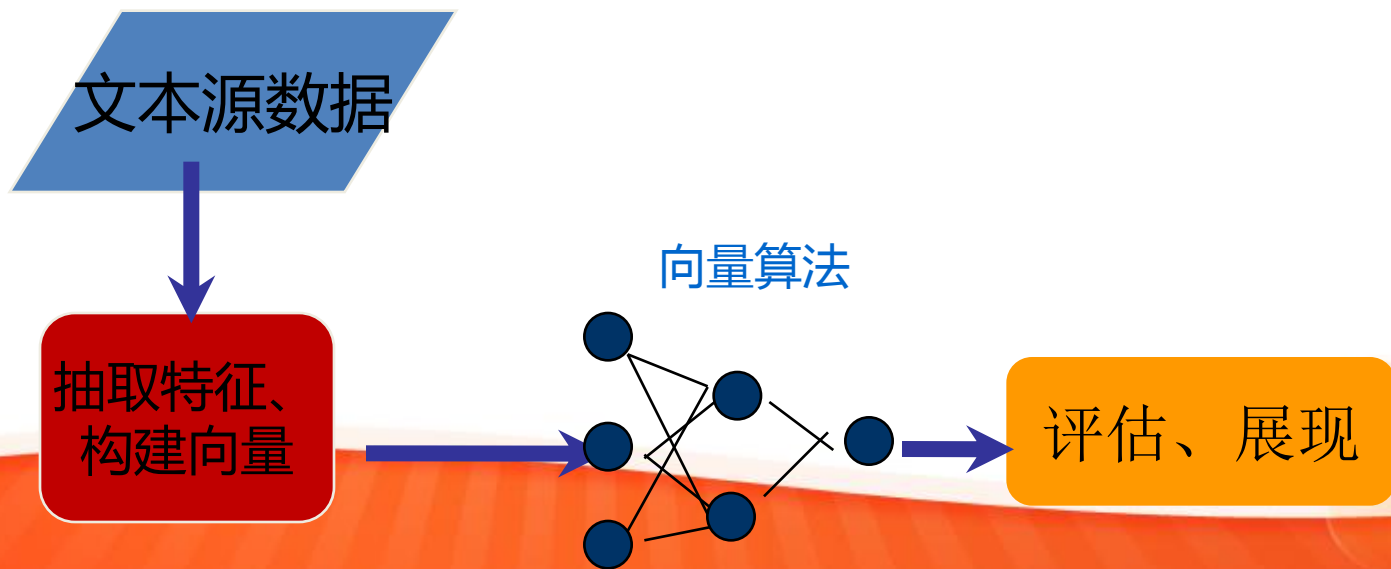 文本源数据
向量算法
抽取特征、
构建向量
评估、展现